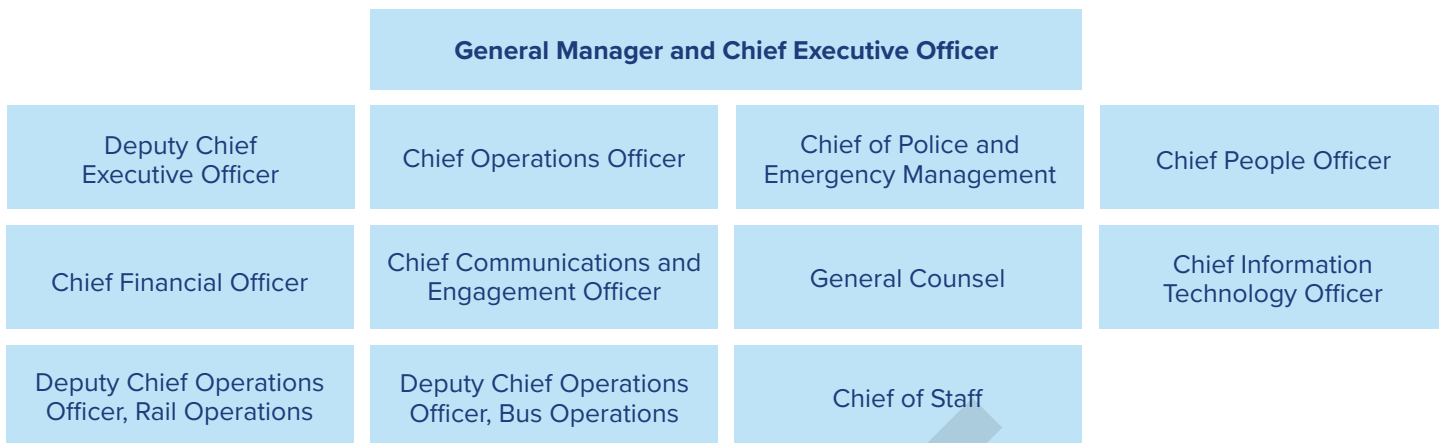 General Manager and Chief Executive Officer
Deputy Chief
Executive Officer
Chief Operations Officer
Chief of Police and
Emergency Management
Chief People Officer
Chief Financial Officer
Chief Communications and
Engagement Officer
General Counsel
Chief Information
Technology Officer
Deputy Chief Operations
Officer, Rail Operations
Deputy Chief Operations
Officer, Bus Operations
Chief of Staff